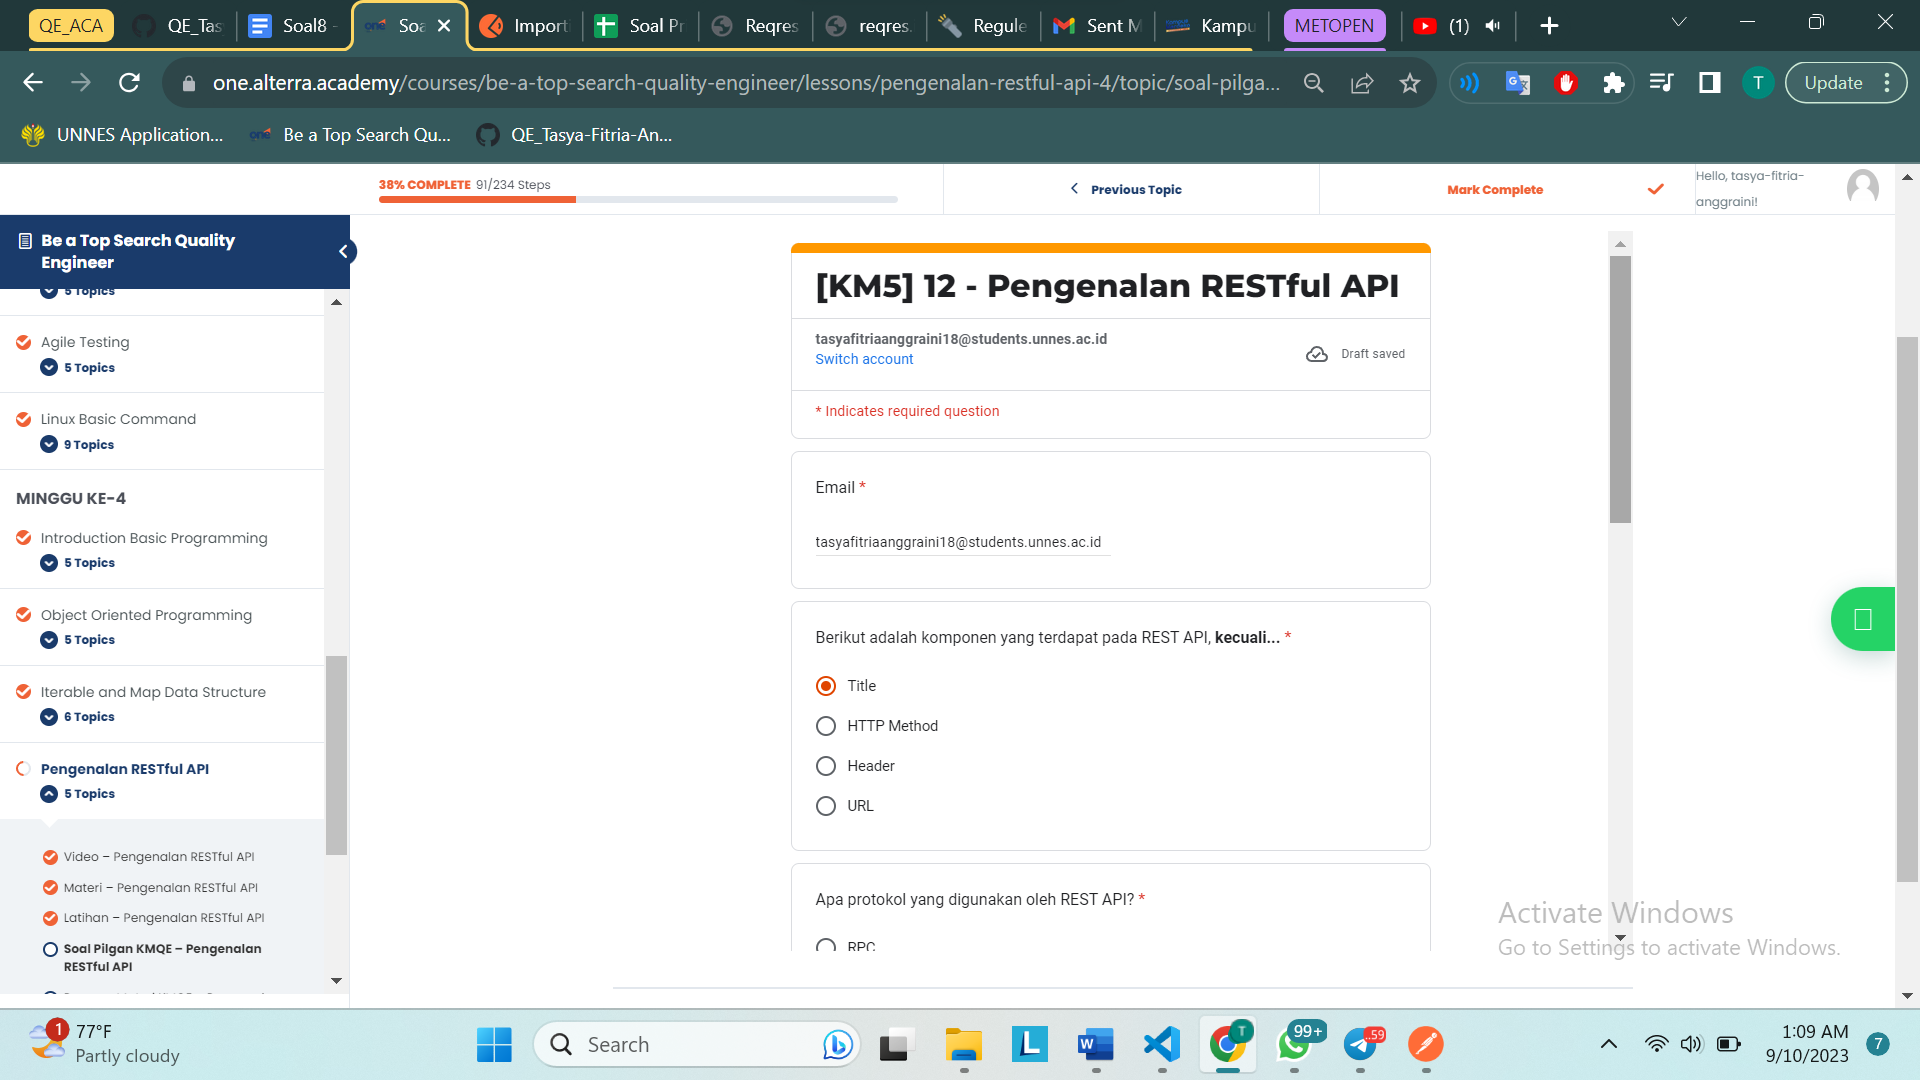 QE_ACA
QE_Tas
Soal8 -
Soa
Importi
Soal Pr
Reqres
reqres.
Regule
Sent M
Kampu
METOPEN
(1)
one.alterra.academy/courses/be-a-top-search-quality-engineer/lessons/pengenalan-restful-api-4/topic/soal-pilga...
T
Update
UNNES Application...
one
Be a Top Search Qu...
QE_Tasya-Fitria-An...
38% COMPLETE 91/234 Steps
Previous Topic
Mark Complete
Hello, tasya-fitria-
anggraini!
Be a Top Search Quality
Engineer
5 Topics
Agile Testing
5 Topics
Linux Basic Command
9 Topics
MINGGU KE-4
Introduction Basic Programming
5 Topics
Object Oriented Programming
5 Topics
Iterable and Map Data Structure
6 Topics
Pengenalan RESTful API
5 Topics
Video – Pengenalan RESTful API
Materi – Pengenalan RESTful API
Latihan – Pengenalan RESTful API
Soal Pilgan KMQE – Pengenalan
RESTful API
[KM5] 12 - Pengenalan RESTful API
tasyafitriaanggraini18@students.unnes.ac.id
Switch account
Draft saved
* Indicates required question
Email *
tasyafitriaanggraini18@students.unnes.ac.id
Berikut adalah komponen yang terdapat pada REST API, kecuali... *
Title
HTTP Method
Header
URL
Apa protokol yang digunakan oleh REST API? *
RPC
Activate Windows
Go to Settings to activate Windows.
1
77°F
Partly cloudy
Search
L
W
T
99+
59
1:09 AM
9/10/2023
7